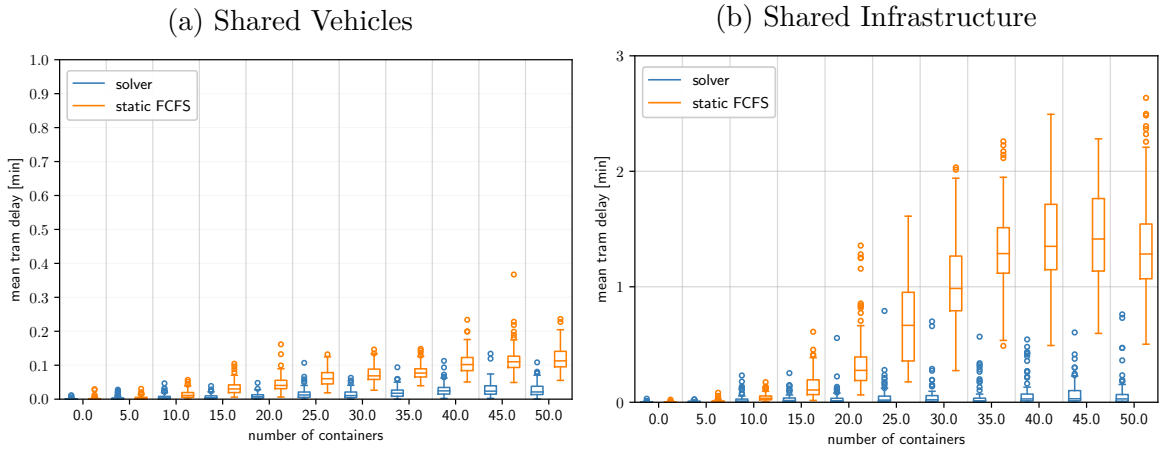 (a) Shared Vehicles
1.0
0.9
0.8
0.7
0.6
0.5
0.4
0.3
0.2
0.1
0.0
mean tram delay [min]
solver
static FCFS
0.0 5.0 10.0 15.0 20.0 25.0 30.0 35.0 40.0 45.0 50.0
number of containers
(b) Shared Infrastructure
3
2
1
0
mean tram delay [min]
solver
static FCFS
0.0 5.0 10.0 15.0 20.0 25.0 30.0 35.0 40.0 45.0 50.0
number of containers